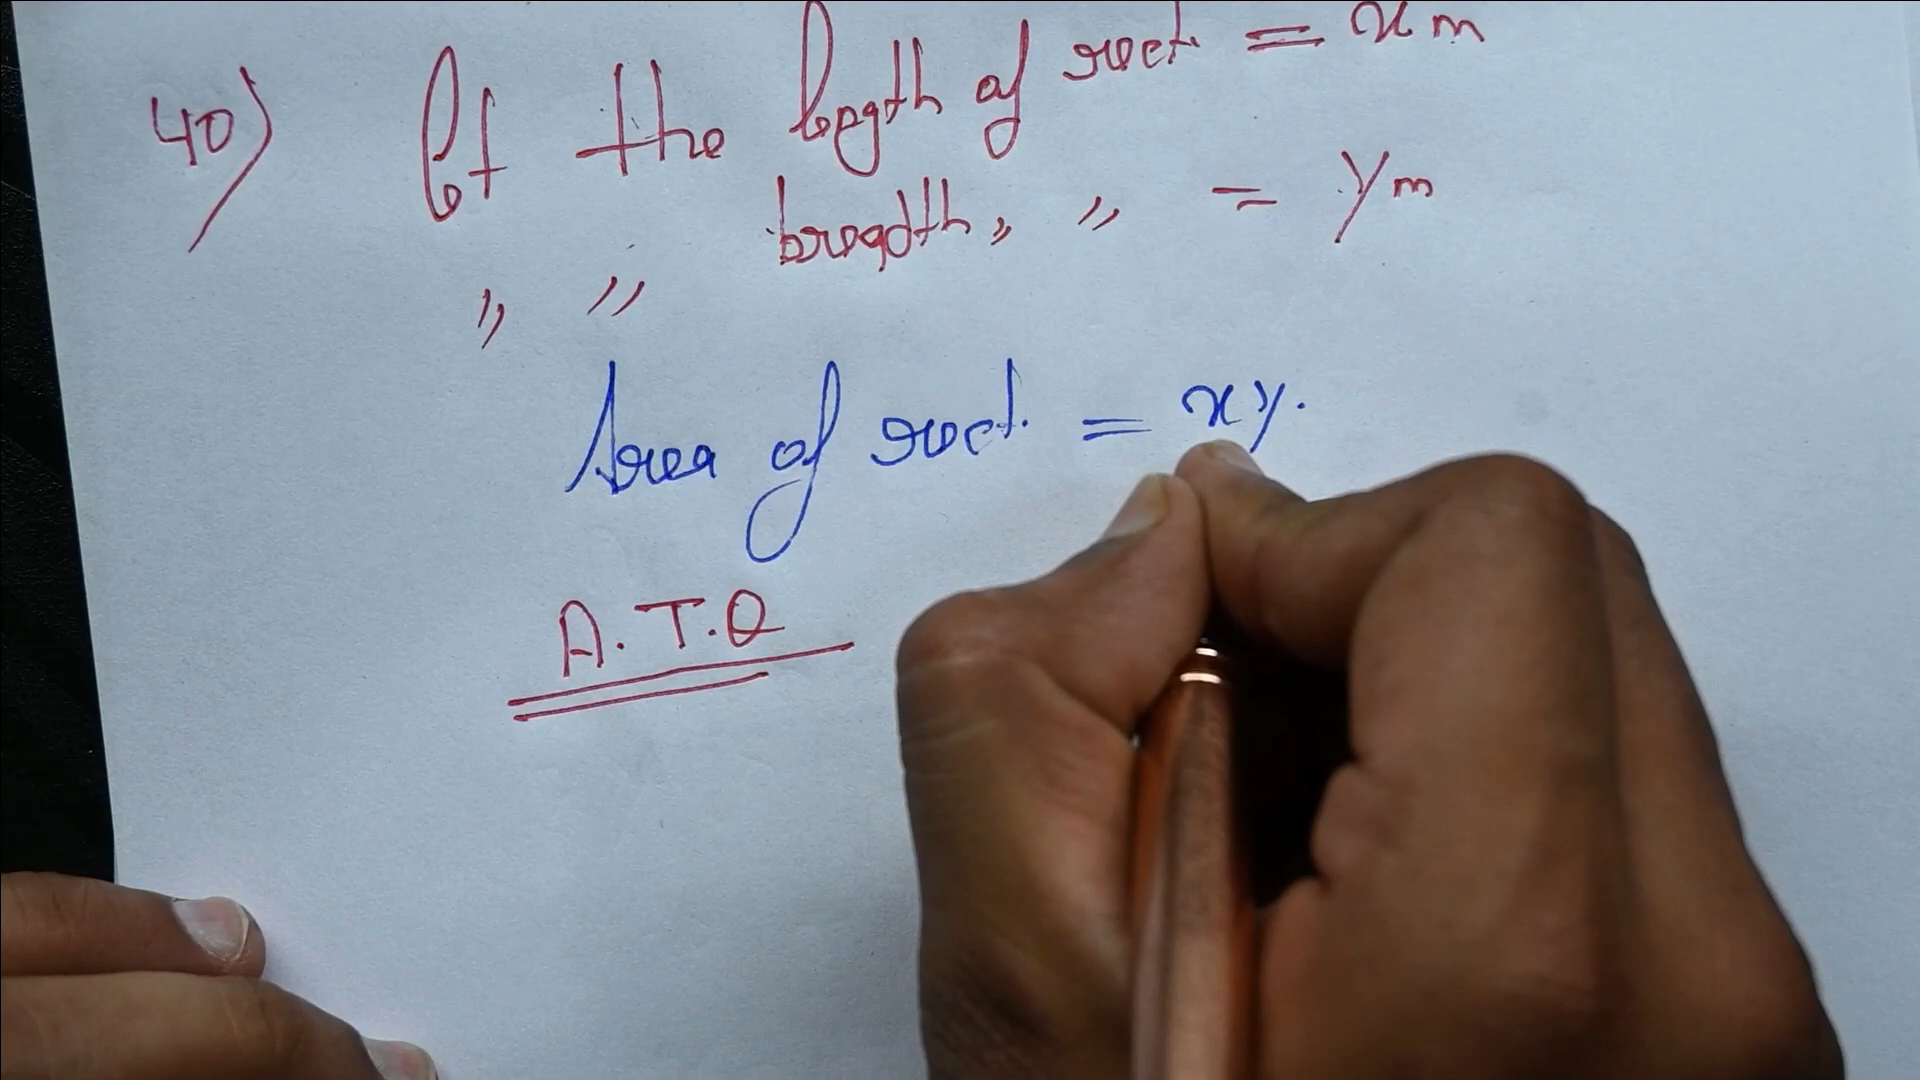 40) let the length of rect. = x m
" " breadth " " = y m
Area of rect. = xy.
A.T.Q